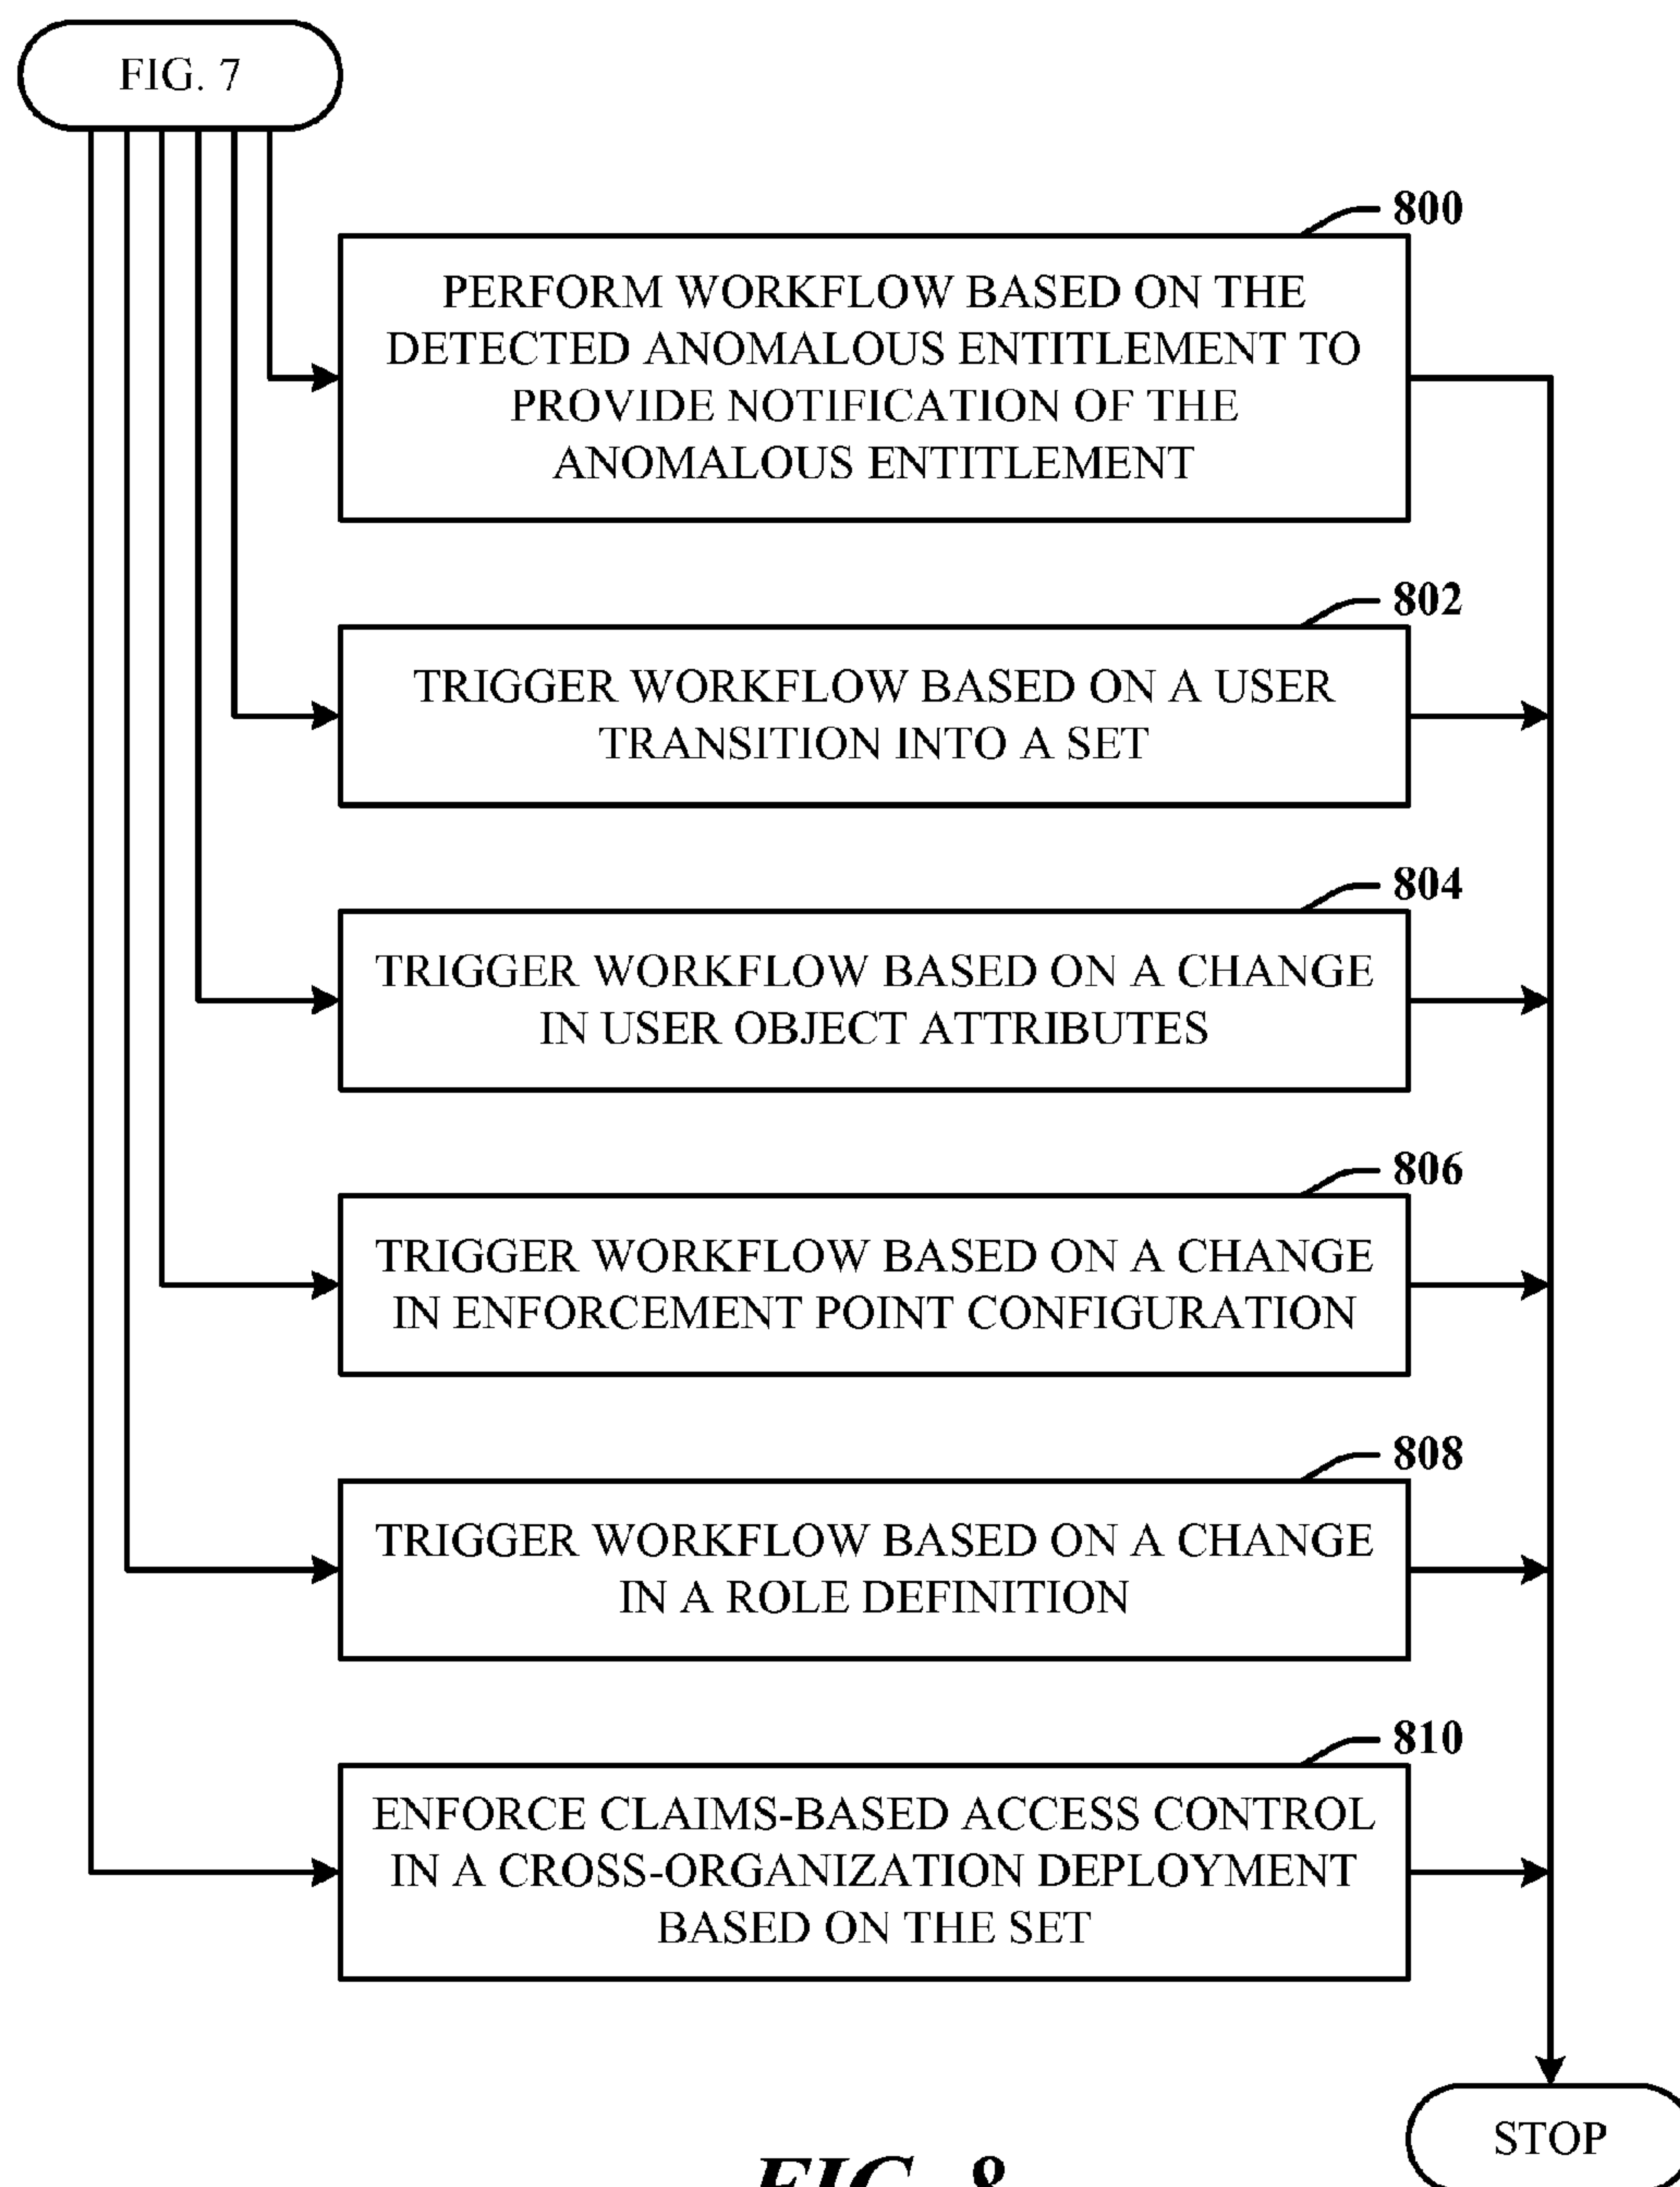 FIG. 7
800
PERFORM WORKFLOW BASED ON THE
DETECTED ANOMALOUS ENTITLEMENT TO
PROVIDE NOTIFICATION OF THE
ANOMALOUS ENTITLEMENT
802
TRIGGER WORKFLOW BASED ON A USER
TRANSITION INTO A SET
804
TRIGGER WORKFLOW BASED ON A CHANGE
IN USER OBJECT ATTRIBUTES
806
TRIGGER WORKFLOW BASED ON A CHANGE
IN ENFORCEMENT POINT CONFIGURATION
808
TRIGGER WORKFLOW BASED ON A CHANGE
IN A ROLE DEFINITION
810
ENFORCE CLAIMS-BASED ACCESS CONTROL
IN A CROSS-ORGANIZATION DEPLOYMENT
BASED ON THE SET
STOP
FIG. 8